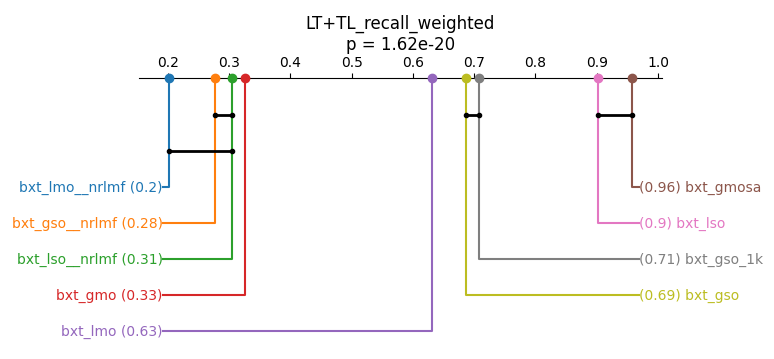 LT+TL_recall_weighted
p = 1.62e-20
0.2 0.3 0.4 0.5 0.6 0.7 0.8 0.9 1.0
bxt_lmo__nrlmf (0.2) (0.96) bxt_gmosa
bxt_gso__nrlmf (0.28) (0.9) bxt_lso
bxt_lso__nrlmf (0.31) (0.71) bxt_gso_1k
bxt_gmo (0.33) (0.69) bxt_gso
bxt_lmo (0.63)